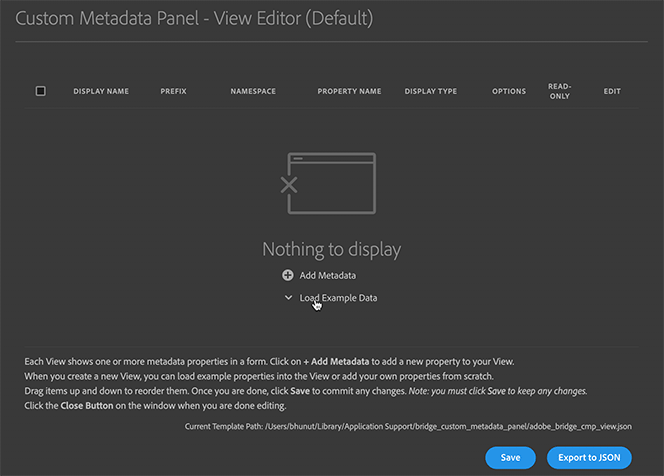 Custom Metadata Panel - View Editor (Default)
DISPLAY NAME PREFIX NAMESPACE PROPERTY NAME DISPLAY TYPE OPTIONS READ-ONLY EDIT
Nothing to display
Add Metadata
Load Example Data
Each View shows one or more metadata properties in a form. Click on + Add Metadata to add a new property to your View.
When you create a new View, you can load example properties into the View or add your own properties from scratch.
Drag items up and down to reorder them. Once you are done, click Save to commit any changes. Note: you must click Save to keep any changes.
Click the Close Button on the window when you are done editing.
Current Template Path: /Users/bhunut/Library/Application Support/bridge_custom_metadata_panel/adobe_bridge_cmp_view.json
Save Export to JSON